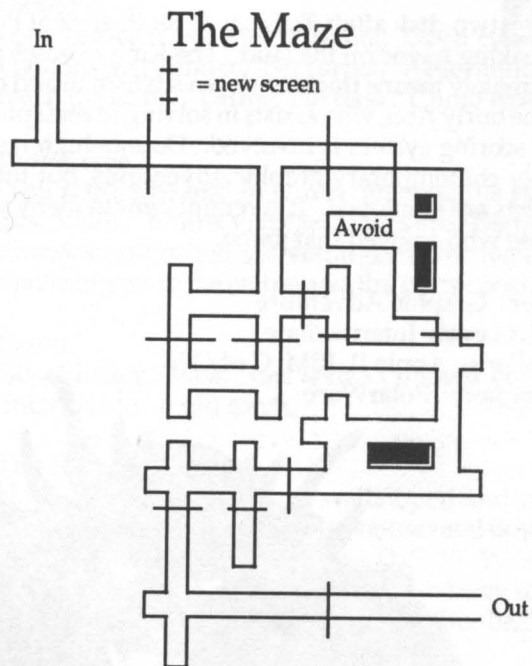 The Maze
In
= new screen
Avoid
Out